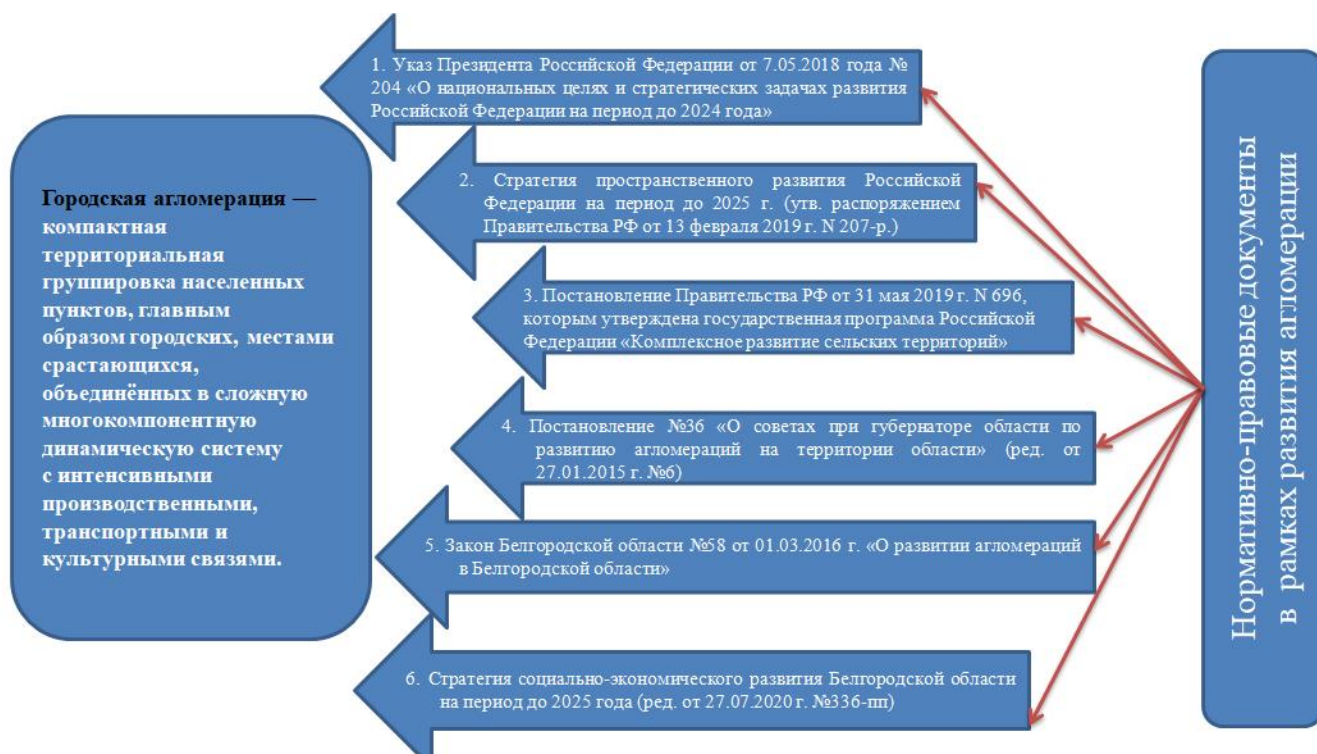 Городская агломерация —
компактная
территориальная
группировка населенных
пунктов, главным
образом городских, местами
срастающихся,
объединённых в сложную
многокомпонентную
динамическую систему
с интенсивными
производственными,
транспортными и
культурными связями.
1. Указ Президента Российской Федерации от 7.05.2018 года №
204 «О национальных целях и стратегических задачах развития
Российской Федерации на период до 2024 года»
2. Стратегия пространственного развития Российской
Федерации на период до 2025 г. (утв. распоряжением
Правительства РФ от 13 февраля 2019 г. N 207-р.)
3. Постановление Правительства РФ от 31 мая 2019 г. N 696,
которым утверждена государственная программа Российской
Федерации «Комплексное развитие сельских территорий»
4. Постановление №36 «О советах при губернаторе области по
развитию агломераций на территории области» (ред. от
27.01.2015 г. №6)
5. Закон Белгородской области №58 от 01.03.2016 г. «О развитии агломераций
в Белгородской области»
6. Стратегия социально-экономического развития Белгородской области
на период до 2025 года (ред. от 27.07.2020 г. №336-пп)
Нормативно-правовые документы
в рамках развития агломерации